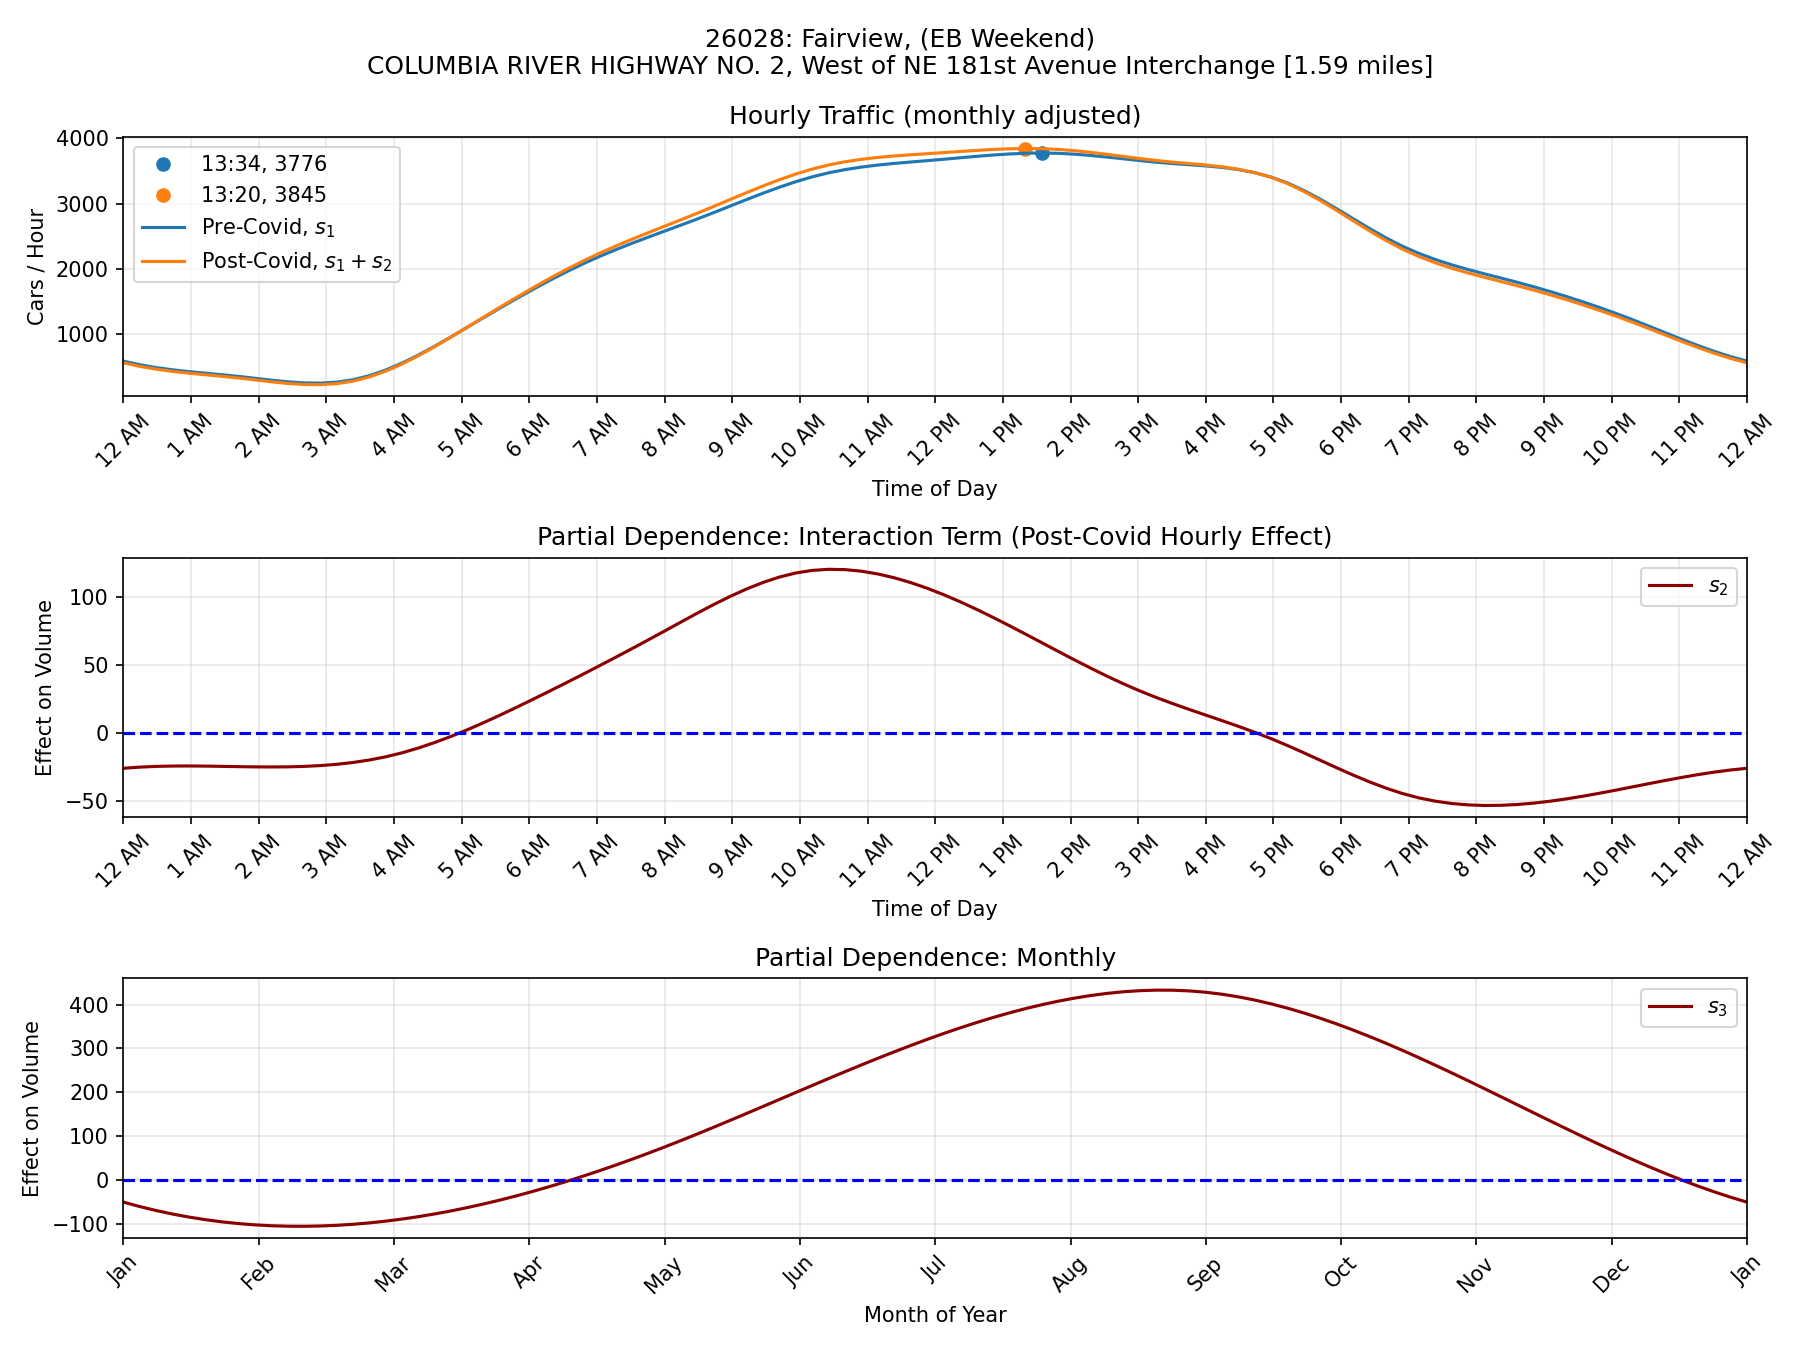 26028: Fairview, (EB Weekend)
COLUMBIA RIVER HIGHWAY NO. 2, West of NE 181st Avenue Interchange [1.59 miles]
Hourly Traffic (monthly adjusted)
Cars / Hour
4000
3000
2000
1000
13:34, 3776
13:20, 3845
Pre-Covid, s₁
Post-Covid, s₁ + s₂
12 AM 1 AM 2 AM 3 AM 4 AM 5 AM 6 AM 7 AM 8 AM 9 AM 10 AM 11 AM 12 PM 1 PM 2 PM 3 PM 4 PM 5 PM 6 PM 7 PM 8 PM 9 PM 10 PM 11 PM 12 AM
Time of Day
Partial Dependence: Interaction Term (Post-Covid Hourly Effect)
Effect on Volume
100
50
0
−50
s₂
12 AM 1 AM 2 AM 3 AM 4 AM 5 AM 6 AM 7 AM 8 AM 9 AM 10 AM 11 AM 12 PM 1 PM 2 PM 3 PM 4 PM 5 PM 6 PM 7 PM 8 PM 9 PM 10 PM 11 PM 12 AM
Time of Day
Partial Dependence: Monthly
Effect on Volume
400
300
200
100
0
−100
s₃
Jan Feb Mar Apr May Jun Jul Aug Sep Oct Nov Dec Jan
Month of Year